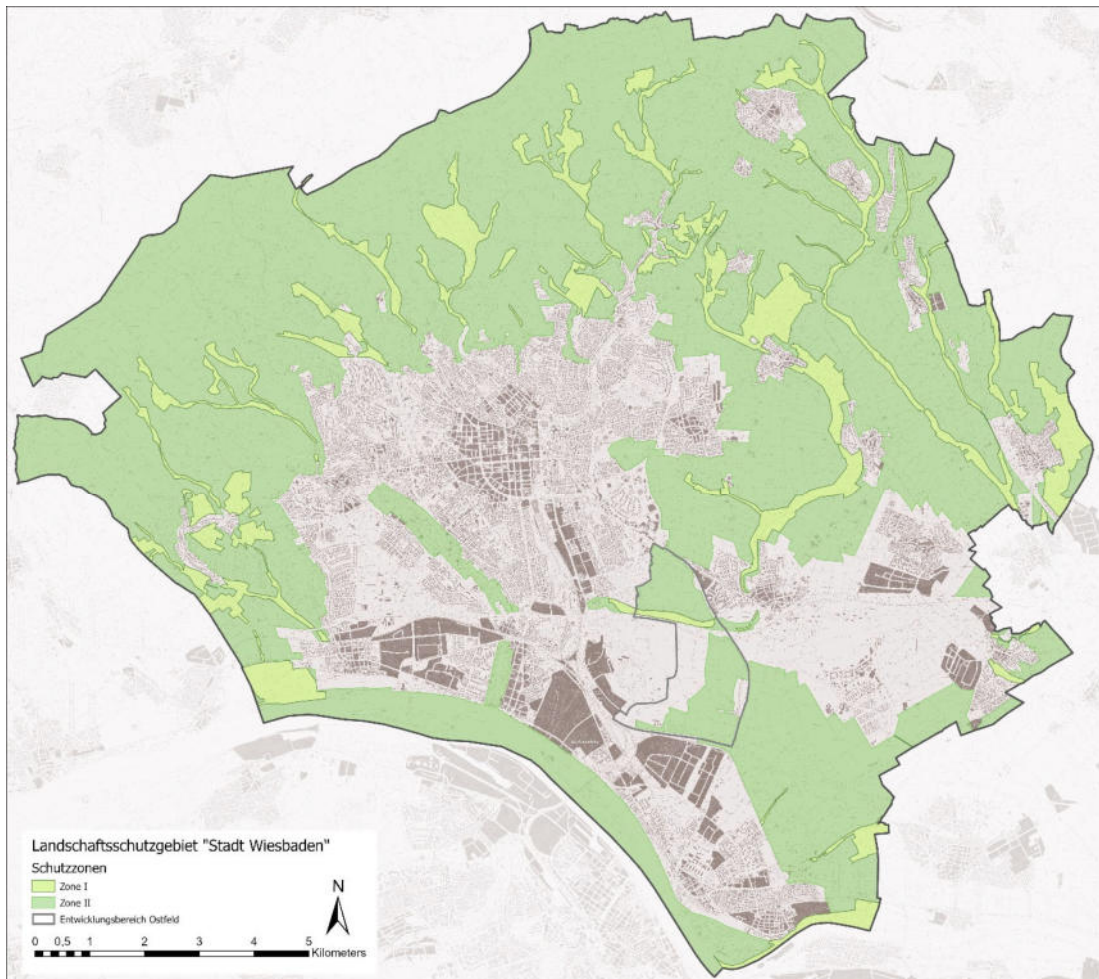 Landschaftsschutzgebiet "Stadt Wiesbaden"
Schutzzonen
Zone I
Zone II
Entwicklungsbereich Ostfeld
N
0 0,5 1 2 3 4 5
Kilometers